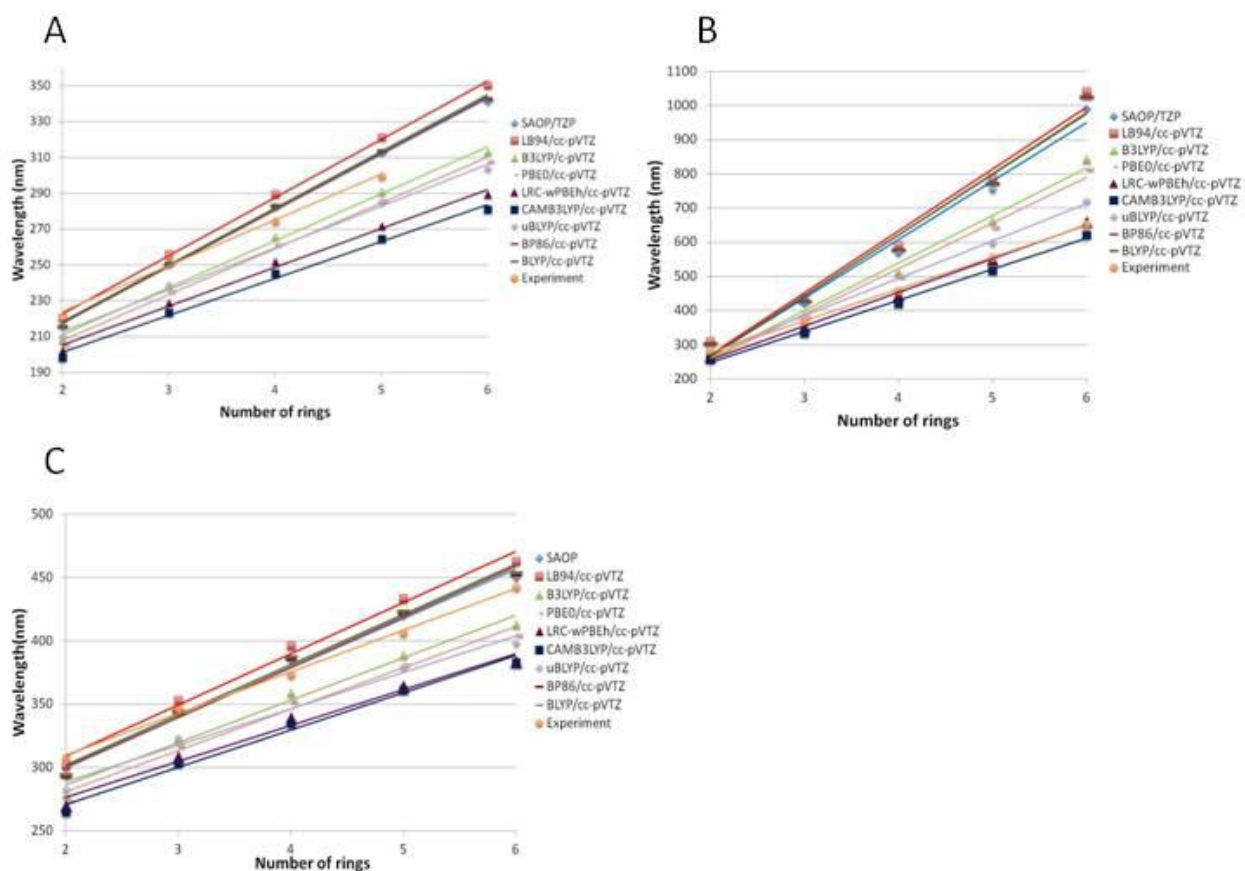 A
350
330
310
290
270
250
230
210
190
Wavelength (nm)
2 3 4 5 6
Number of rings
SAOP/TZP
LB94/cc-pVTZ
B3LYP/c-pVTZ
PBE0/cc-pVTZ
LRC-wPBEh/cc-pVTZ
CAMB3LYP/cc-pVTZ
uBLYP/cc-pVTZ
BP86/cc-pVTZ
BLYP/cc-pVTZ
Experiment
B
1100
1000
900
800
700
600
500
400
300
200
Wavelength (nm)
2 3 4 5 6
Number of rings
SAOP/TZP
LB94/cc-pVTZ
B3LYP/cc-pVTZ
PBE0/cc-pVTZ
LRC-wPBEh/cc-pVTZ
CAMB3LYP/cc-pVTZ
uBLYP/cc-pVTZ
BP86/cc-pVTZ
BLYP/cc-pVTZ
Experiment
C
500
450
400
350
300
250
Wavelength(nm)
2 3 4 5 6
Number of rings
SAOP
LB94/cc-pVTZ
B3LYP/cc-pVTZ
PBE0/cc-pVTZ
LRC-wPBEh/cc-pVTZ
CAMB3LYP/cc-pVTZ
uBLYP/cc-pVTZ
BP86/cc-pVTZ
BLYP/cc-pVTZ
Experiment